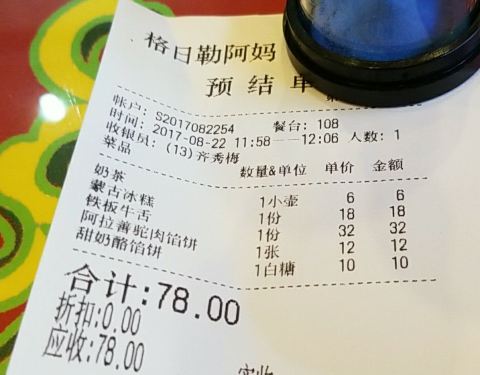 格日勒阿妈
预结单
帐户: S2017082254 餐台: 108
时间: 2017-08-22 11:58——12:06 人数: 1
收银员: (13)齐秀梅
菜品 数量&单位 单价 金额
奶茶 1小壶 6 6
蒙古冰糕 1份 18 18
铁板牛舌 1份 32 32
阿拉善驼肉馅饼 1张 12 12
甜奶酪馅饼 1白糖 10 10
合计:78.00
折扣:0.00
应收:78.00
实收